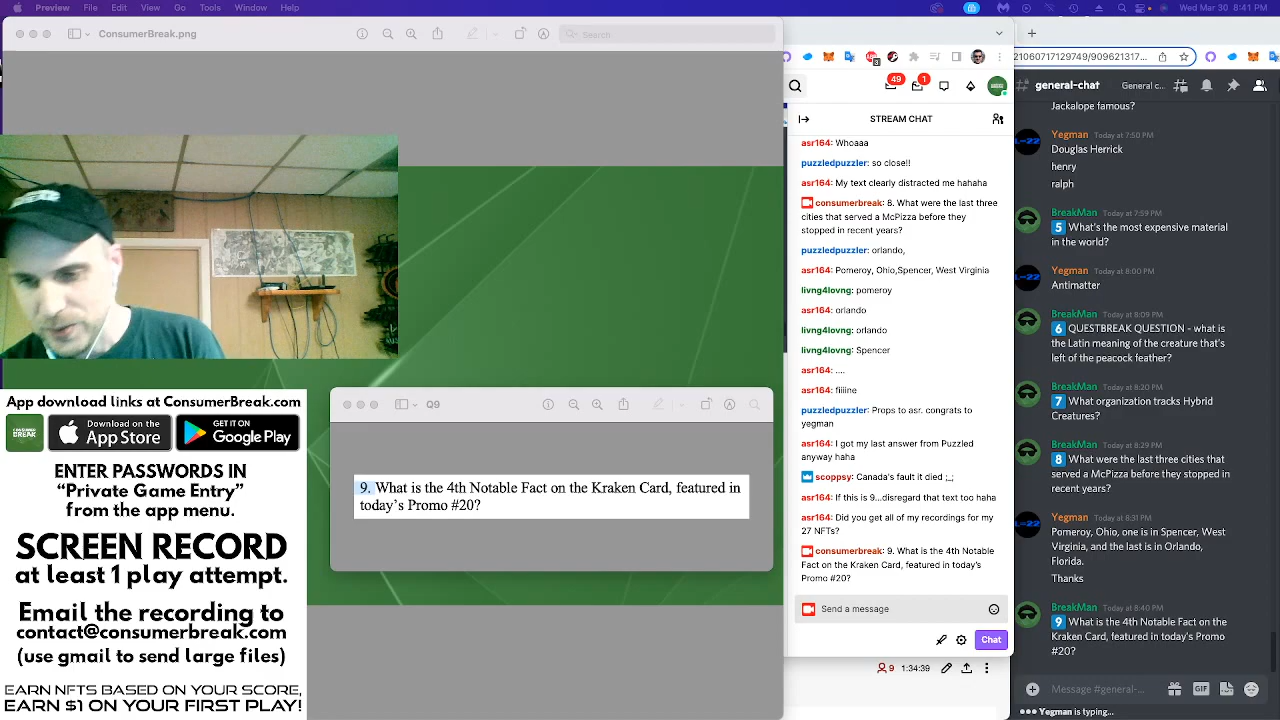 Preview File Edit View Go Tools Window Help
Wed Mar 30 8:41 PM
ConsumerBreak.png
Search
App download links at ConsumerBreak.com
CONSUMER
BREAK
Download on the
App Store
GET IT ON
Google Play
ENTER PASSWORDS IN
“Private Game Entry”
from the app menu.
SCREEN RECORD
at least 1 play attempt.
Email the recording to
contact@consumerbreak.com
(use gmail to send large files)
EARN NFTS BASED ON YOUR SCORE,
EARN $1 ON YOUR FIRST PLAY!
Q9
9. What is the 4th Notable Fact on the Kraken Card, featured in
today’s Promo #20?
49
1
STREAM CHAT
asr164: Whoaaa
puzzledpuzzler: so close!!
asr164: My text clearly distracted me hahaha
consumerbreak: 8. What were the last three
cities that served a McPizza before they
stopped in recent years?
puzzledpuzzler: orlando,
asr164: Pomeroy, Ohio,Spencer, West Virginia
livng4lovng: pomeroy
asr164: orlando
livng4lovng: orlando
livng4lovng: Spencer
asr164: ....
asr164: fiiiine
puzzledpuzzler: Props to asr. congrats to
yegman
asr164: I got my last answer from Puzzled
anyway haha
scoppsy: Canada's fault it died ;_;
asr164: If this is 9...disregard that text too haha
asr164: Did you get all of my recordings for my
27 NFTs?
consumerbreak: 9. What is the 4th Notable
Fact on the Kraken Card, featured in today's
Promo #20?
Send a message
Chat
9
1:34:39
21060717129749/909621317...
general-chat
General c...
Jackalope famous?
Yegman Today at 7:50 PM
Douglas Herrick
henry
ralph
BreakMan Today at 7:59 PM
5 What's the most expensive material
in the world?
Yegman Today at 8:00 PM
Antimatter
BreakMan Today at 8:09 PM
6 QUESTBREAK QUESTION - what is
the Latin meaning of the creature that's
left of the peacock feather?
BreakMan Today at 8:20 PM
7 What organization tracks Hybrid
Creatures?
BreakMan Today at 8:29 PM
8 What were the last three cities that
served a McPizza before they stopped in
recent years?
Yegman Today at 8:31 PM
Pomeroy, Ohio, one is in Spencer, West
Virginia, and the last in Orlando,
Florida.
Thanks
BreakMan Today at 8:40 PM
9 What is the 4th Notable Fact on the
Kraken Card, featured in today's Promo
#20?
Message #general-...
GIF
Yegman is typing...